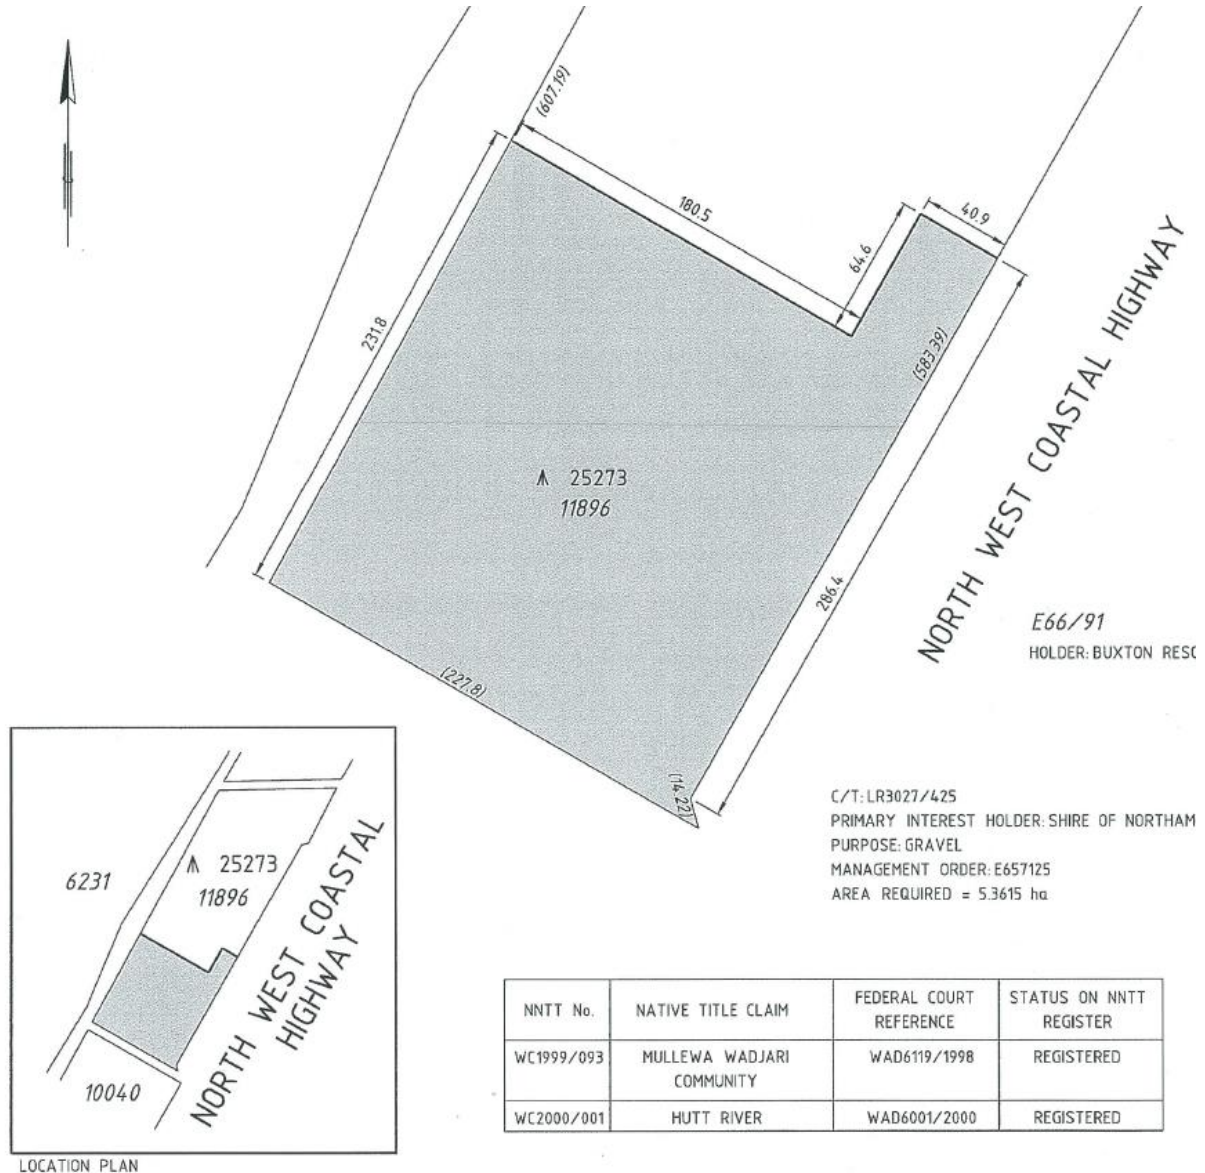 (607.19)
180.5
40.9
64.6
231.8
(583.39)
25273
11896
286.4
(227.8)
(14.22)
NORTH WEST COASTAL HIGHWAY
E66/91
HOLDER: BUXTON RESC
C/T: LR3027/425
PRIMARY INTEREST HOLDER: SHIRE OF NORTHAM
PURPOSE: GRAVEL
MANAGEMENT ORDER: E657125
AREA REQUIRED = 5.3615 ha
6231
25273
11896
10040
NORTH WEST COASTAL
HIGHWAY
LOCATION PLAN
NNTT No. NATIVE TITLE CLAIM FEDERAL COURT STATUS ON NNTT
REFERENCE REGISTER
WC1999/093 MULLEWA WADJARI WAD6119/1998 REGISTERED
COMMUNITY
WC2000/001 HUTT RIVER WAD6001/2000 REGISTERED